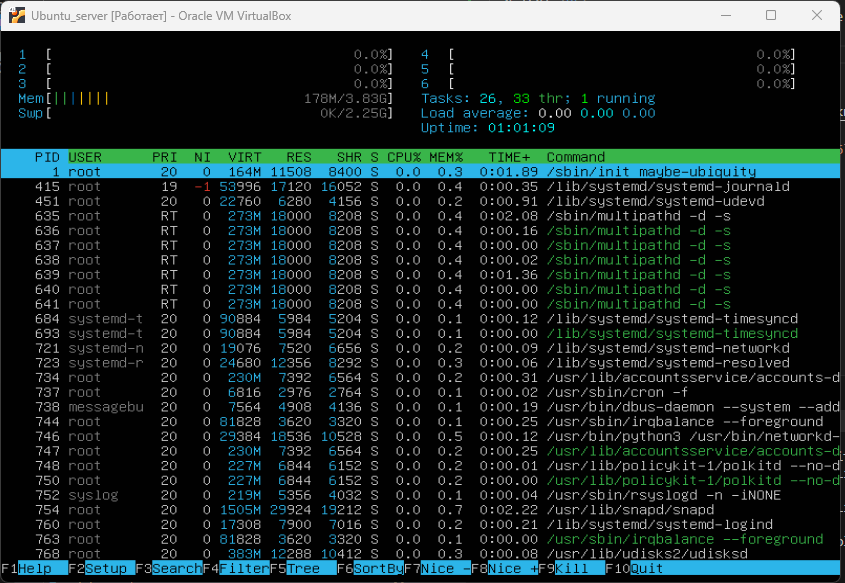 Ubuntu_server [Работает] - Oracle VM VirtualBox
1 [ 0.0%] 4 [ 0.0%]
2 [ 0.0%] 5 [ 0.0%]
3 [ 0.0%] 6 [ 0.0%]
Mem[||||||| 178M/3.83G] Tasks: 26, 33 thr; 1 running
Swp[ 0K/2.25G] Load average: 0.00 0.00 0.00
Uptime: 01:01:09
PID USER PRI NI VIRT RES SHR S CPU% MEM% TIME+ Command
1 root 20 0 164M 11508 8400 S 0.0 0.3 0:01.89 /sbin/init maybe-ubiquity
415 root 19 -1 53996 17120 16052 S 0.0 0.4 0:00.35 /lib/systemd/systemd-journald
451 root 20 0 22760 6280 4156 S 0.0 0.2 0:00.91 /lib/systemd/systemd-udevd
635 root RT 0 273M 18000 8208 S 0.0 0.4 0:02.08 /sbin/multipathd -d -s
636 root RT 0 273M 18000 8208 S 0.0 0.4 0:00.16 /sbin/multipathd -d -s
637 root RT 0 273M 18000 8208 S 0.0 0.4 0:00.00 /sbin/multipathd -d -s
638 root RT 0 273M 18000 8208 S 0.0 0.4 0:00.02 /sbin/multipathd -d -s
639 root RT 0 273M 18000 8208 S 0.0 0.4 0:01.36 /sbin/multipathd -d -s
640 root RT 0 273M 18000 8208 S 0.0 0.4 0:00.00 /sbin/multipathd -d -s
641 root RT 0 273M 18000 8208 S 0.0 0.4 0:00.00 /sbin/multipathd -d -s
684 systemd-t 20 0 90884 5984 5204 S 0.0 0.1 0:00.12 /lib/systemd/systemd-timesyncd
693 systemd-t 20 0 90884 5984 5204 S 0.0 0.1 0:00.00 /lib/systemd/systemd-timesyncd
721 systemd-n 20 0 19076 7520 6656 S 0.0 0.2 0:00.09 /lib/systemd/systemd-networkd
723 systemd-r 20 0 24680 12356 8292 S 0.0 0.3 0:00.06 /lib/systemd/systemd-resolved
734 root 20 0 230M 7392 6564 S 0.0 0.2 0:00.31 /usr/lib/accountsservice/accounts-d
737 root 20 0 6816 2976 2764 S 0.0 0.1 0:00.02 /usr/sbin/cron -f
738 messagebu 20 0 7564 4908 4136 S 0.0 0.1 0:00.19 /usr/bin/dbus-daemon --system --add
744 root 20 0 81828 3620 3320 S 0.0 0.1 0:00.25 /usr/sbin/irqbalance --foreground
746 root 20 0 29384 18536 10528 S 0.0 0.5 0:00.12 /usr/bin/python3 /usr/bin/networkd-
747 root 20 0 230M 7392 6564 S 0.0 0.2 0:00.25 /usr/lib/accountsservice/accounts-d
748 root 20 0 227M 6844 6152 S 0.0 0.2 0:00.01 /usr/lib/policykit-1/polkitd --no-d
750 root 20 0 227M 6844 6152 S 0.0 0.2 0:00.00 /usr/lib/policykit-1/polkitd --no-d
752 syslog 20 0 219M 5356 4032 S 0.0 0.1 0:00.04 /usr/sbin/rsyslogd -n -iNONE
754 root 20 0 1505M 29924 19212 S 0.0 0.7 0:02.22 /usr/lib/snapd/snapd
760 root 20 0 17308 7900 7016 S 0.0 0.2 0:00.21 /lib/systemd/systemd-logind
763 root 20 0 81828 3620 3320 S 0.0 0.1 0:00.00 /usr/sbin/irqbalance --foreground
768 root 20 0 383M 12288 10412 S 0.0 0.3 0:00.08 /usr/lib/udisks2/udisksd
F1Help F2Setup F3SearchF4FilterF5Tree F6SortByF7Nice -F8Nice +F9Kill F10Quit